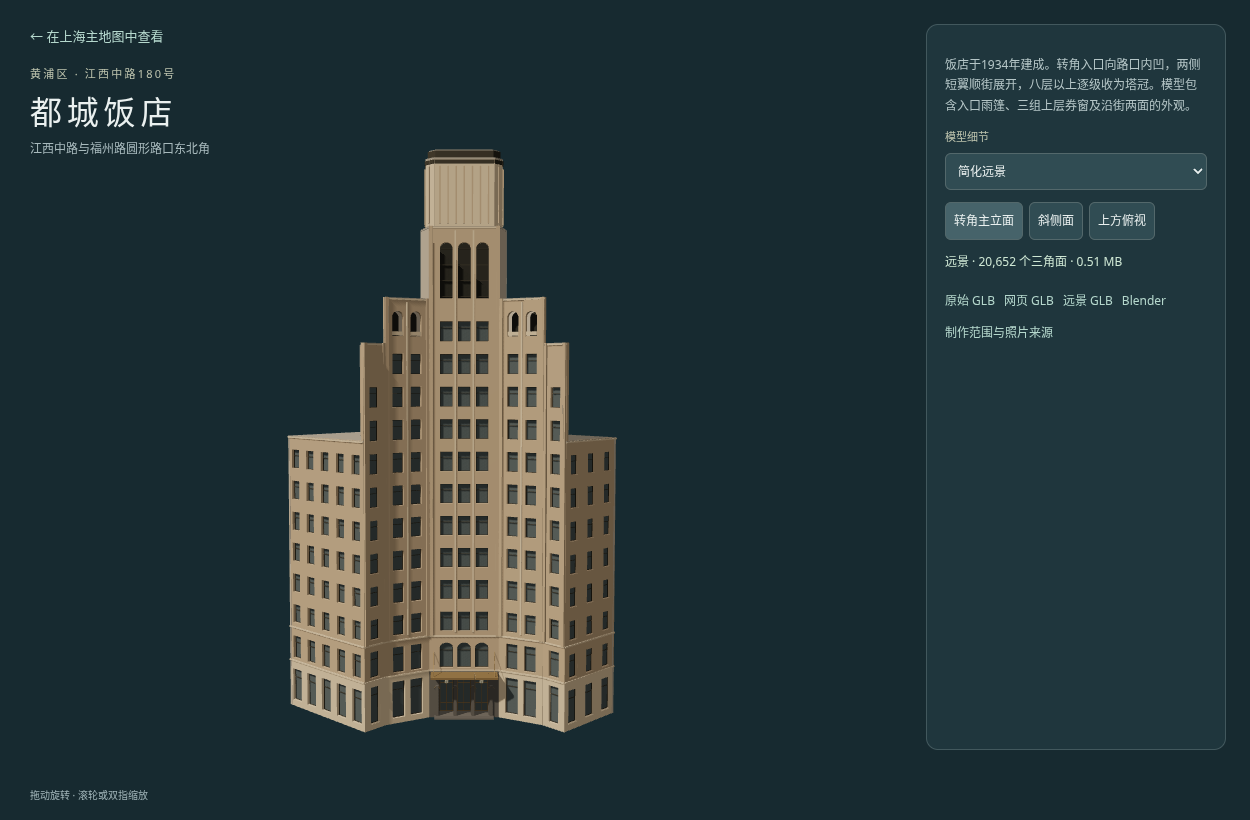 ← 在上海主地图中查看
黄浦区 · 江西中路180号
都城饭店
江西中路与福州路圆形路口东北角
饭店于1934年建成。转角入口向路口内凹，两侧
短翼顺街展开，八层以上逐级收为塔冠。模型包
含入口雨篷、三组上层券窗及沿街两面的外观。
模型细节
简化远景
转角主立面 斜侧面 上方俯视
远景 · 20,652 个三角面 · 0.51 MB
原始 GLB 网页 GLB 远景 GLB Blender
制作范围与照片来源
拖动旋转 · 滚轮或双指缩放